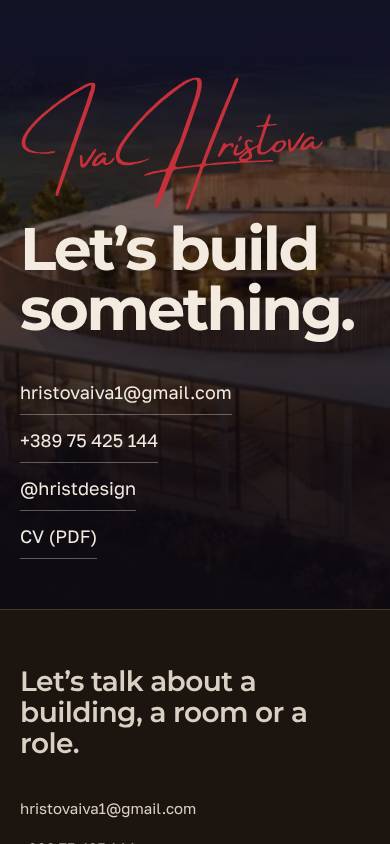 Iva Hristova
Let's build
something.
hristovaiva1@gmail.com
+389 75 425 144
@hristdesign
CV (PDF)
Let's talk about a
building, a room or a
role.
hristovaiva1@gmail.com